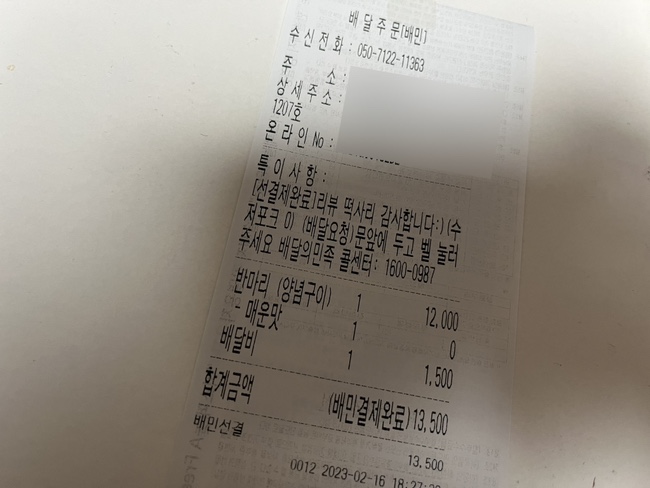 배달주문[배민]
수신전화 : 050-7122-11363
주 소 :
상세주소 :
1207호
온라인No :
특이사항 :
[선결제완료]리뷰 떡사리 감사합니다:) (수
저포크 O) (배달요청)문앞에 두고 벨 눌러
주세요 배달의민족 콜센터: 1600-0987
반마리 (양념구이) 1 12,000
- 매운맛 1 0
배달비 1 1,500
합계금액 (배민결제완료)13,500
배민선결 13,500
0012 2023-02-16 18:27: